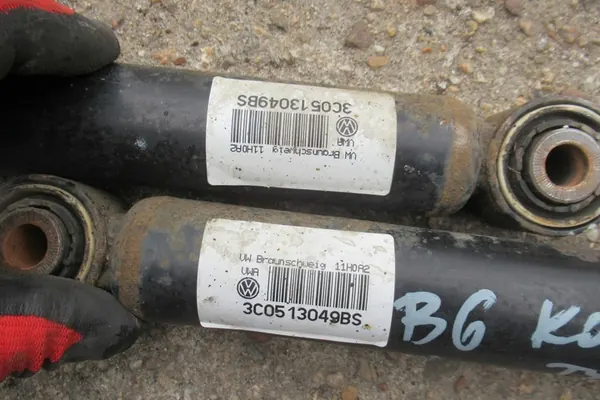 3C0513049BS
VWA
VW Braunschweig 11H0A2
VW Braunschweig 11H0A2
VWA
3C0513049BS
B6